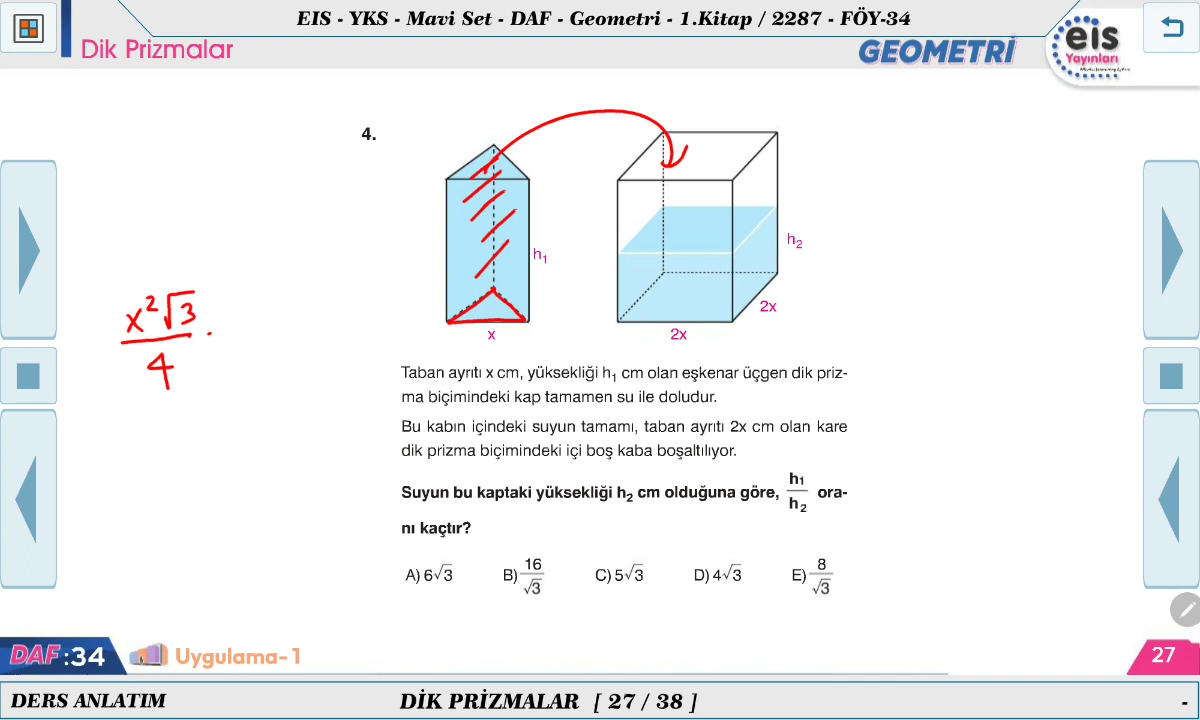 EIS - YKS - Mavi Set - DAF - Geometri - 1.Kitap / 2287 - FÖY-34
Dik Prizmalar
GEOMETRİ
eis
Yayınları
4.
h₁
h₂
x
2x
2x
x²√3
/4 .
Taban ayrıtı x cm, yüksekliği h₁ cm olan eşkenar üçgen dik priz-
ma biçimindeki kap tamamen su ile doludur.
Bu kabın içindeki suyun tamamı, taban ayrıtı 2x cm olan kare
dik prizma biçimindeki içi boş kaba boşaltılıyor.
Suyun bu kaptaki yüksekliği h₂ cm olduğuna göre, h₁/h₂ ora-
nı kaçtır?
A) 6√3 B) 16/√3 C) 5√3 D) 4√3 E) 8/√3
DAF :34
Uygulama-1
27
DERS ANLATIM
DİK PRİZMALAR [ 27 / 38 ]
-